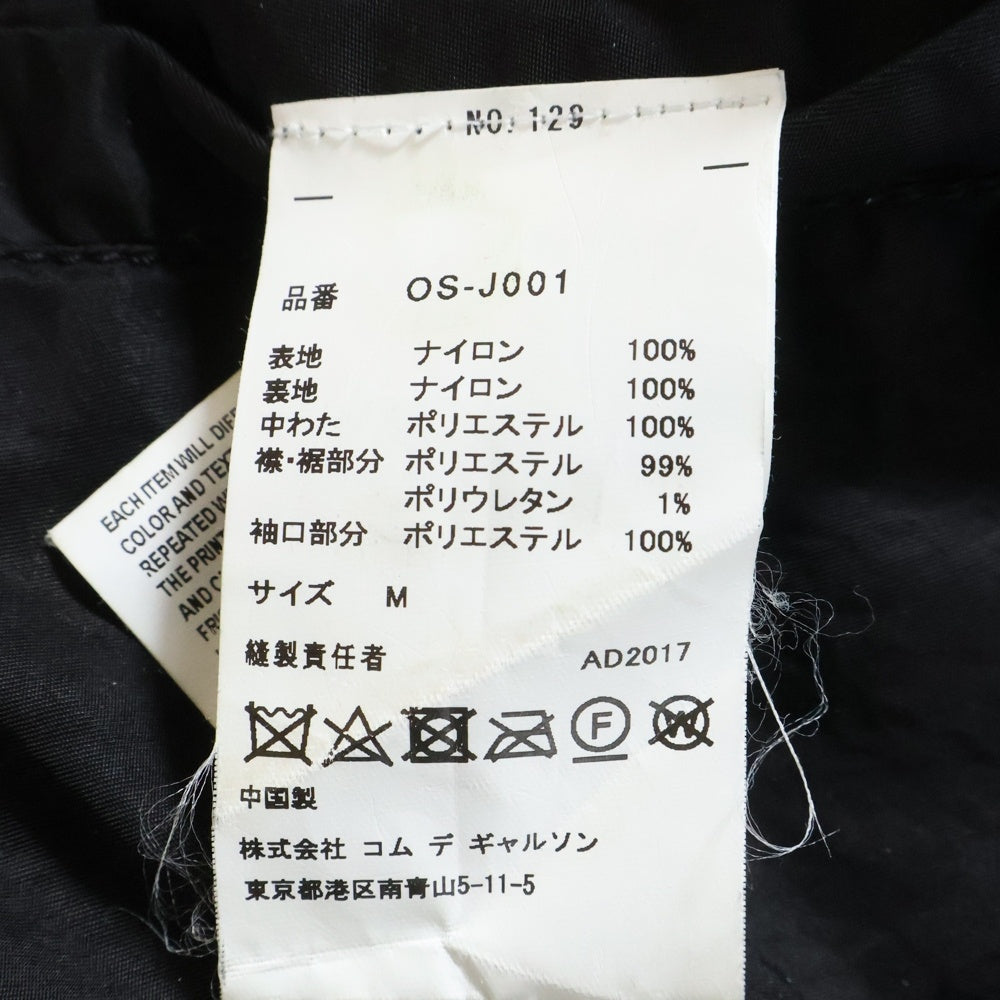 NO. 129
品番 OS-J001
表地 ナイロン 100%
裏地 ナイロン 100%
中わた ポリエステル 100%
襟・裾部分 ポリエステル 99%
ポリウレタン 1%
袖口部分 ポリエステル 100%
サイズ M
縫製責任者 AD2017
F W
中国製
株式会社 コム デ ギャルソン
東京都港区南青山5-11-5
EACH ITEM WILL
COLOR AND
REPEATED
THE PRINT
AND